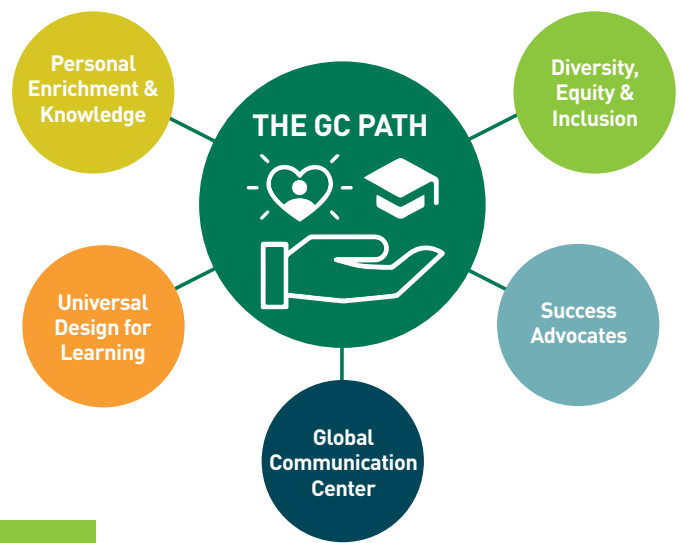 THE GC PATH
Personal
Enrichment &
Knowledge
Diversity,
Equity &
Inclusion
Universal
Design for
Learning
Success
Advocates
Global
Communication
Center